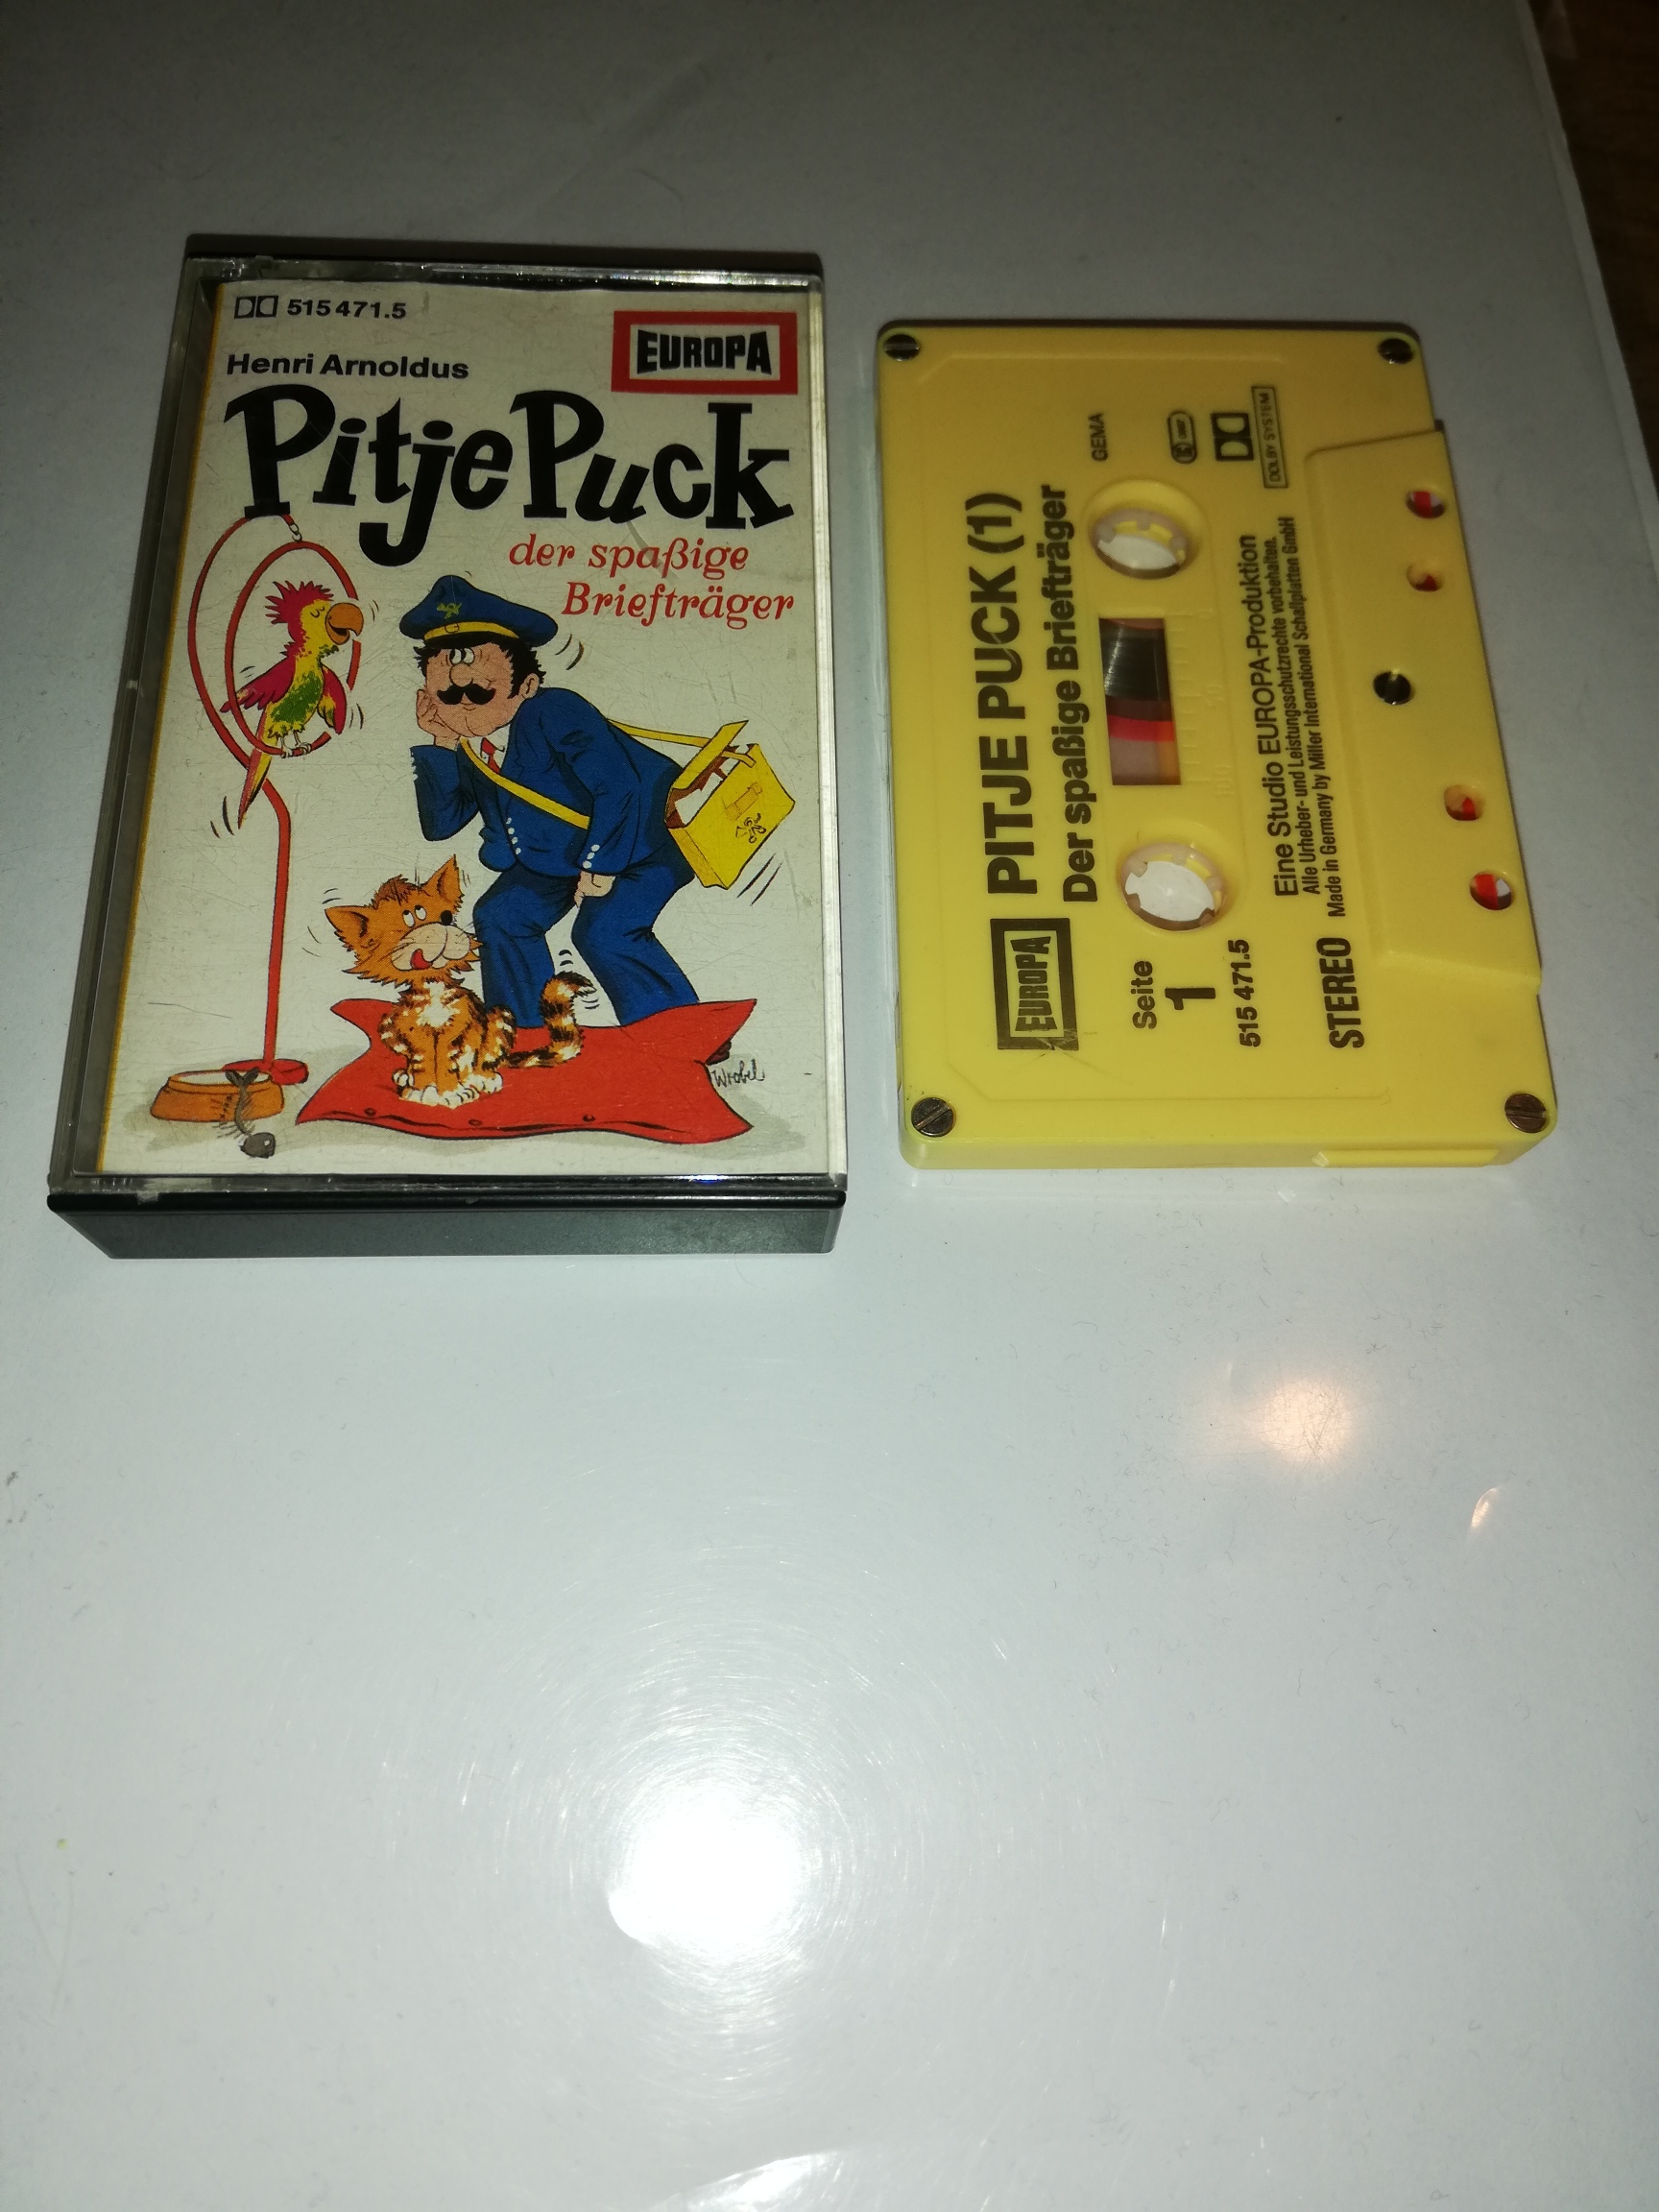 515 471.5
EUROPA
Henri Arnoldus
Pitje Puck
der spaßige
Briefträger
Wrobel
EUROPA
PITJE PUCK (1)
Der spaßige Briefträger
GEMA
Seite
1
515 471.5
DOLBY SYSTEM
Eine Studio EUROPA-Produktion
Alle Urheber- und Leistungsschutzrechte vorbehalten.
Made in Germany by Miller International Schallplatten GmbH
STEREO